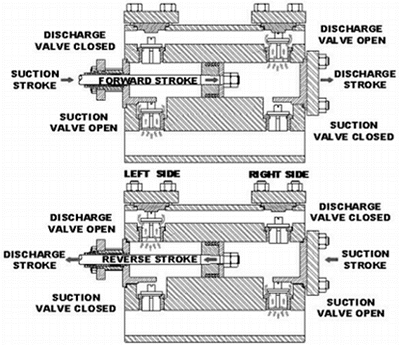 DISCHARGE
VALVE CLOSED
DISCHARGE
VALVE OPEN
SUCTION
STROKE
FORWARD STROKE
DISCHARGE
STROKE
SUCTION
VALVE OPEN
SUCTION
VALVE CLOSED
LEFT SIDE
RIGHT SIDE
DISCHARGE
VALVE OPEN
DISCHARGE
VALVE CLOSED
DISCHARGE
STROKE
REVERSE STROKE
SUCTION
STROKE
SUCTION
VALVE CLOSED
SUCTION
VALVE OPEN